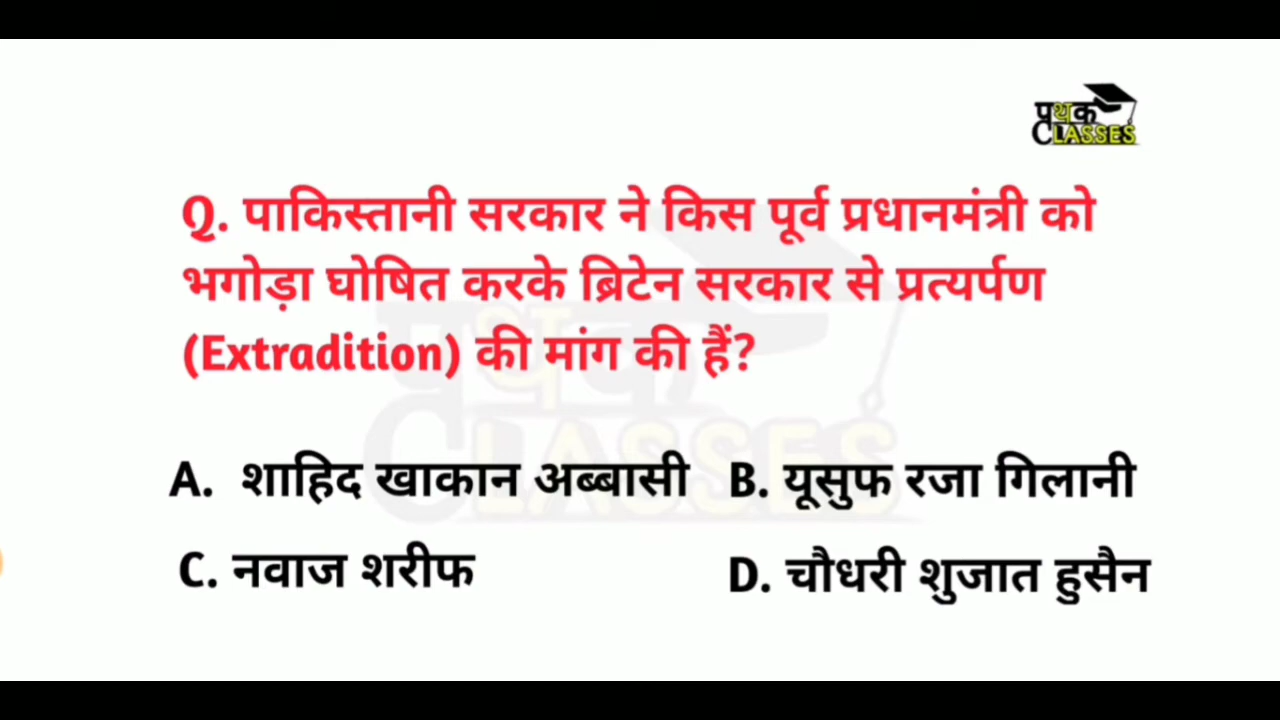 पृथक
CLASSES
Q. पाकिस्तानी सरकार ने किस पूर्व प्रधानमंत्री को
भगोड़ा घोषित करके ब्रिटेन सरकार से प्रत्यर्पण
(Extradition) की मांग की हैं?
A. शाहिद खाकान अब्बासी B. यूसुफ रजा गिलानी
C. नवाज शरीफ D. चौधरी शुजात हुसैन